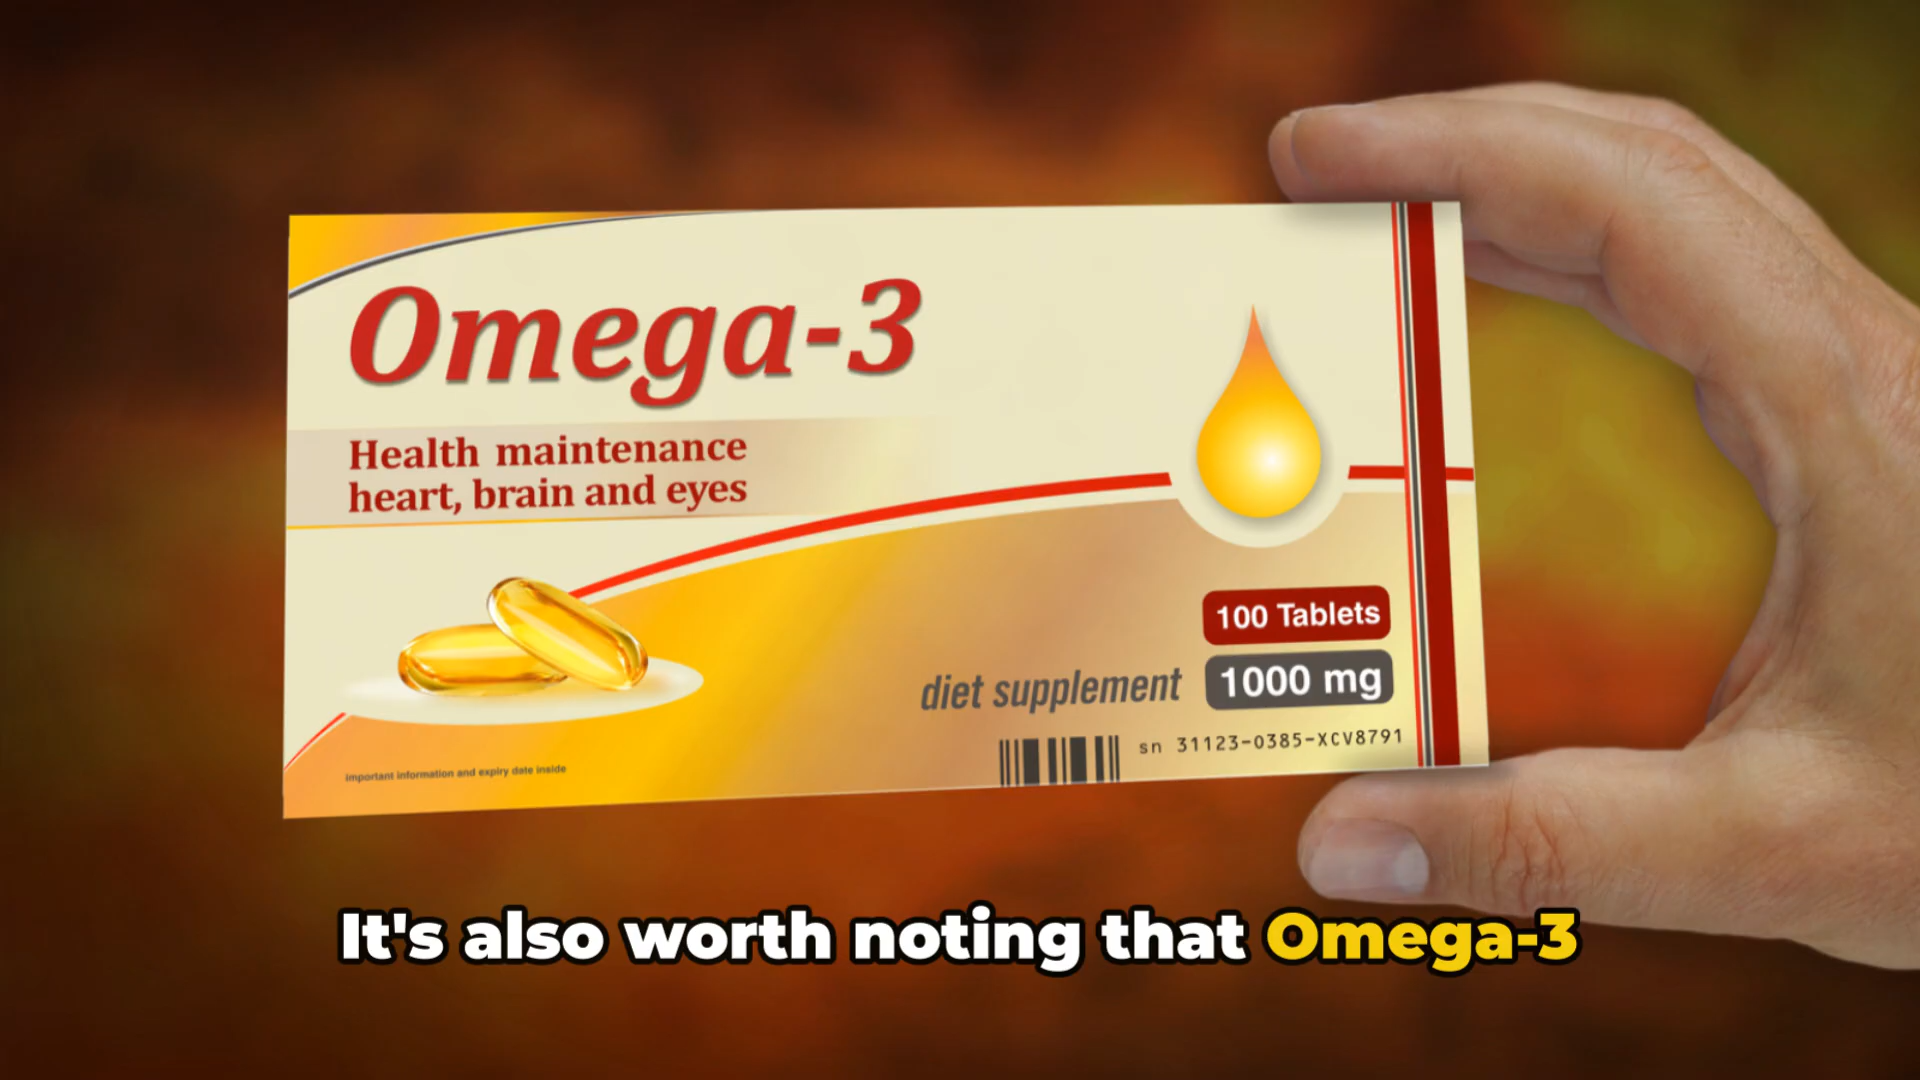 Omega-3
Health maintenance
heart, brain and eyes
100 Tablets
diet supplement 1000 mg
sn 31123-0385-XCV8791
important information and expiry date inside
It's also worth noting that Omega-3